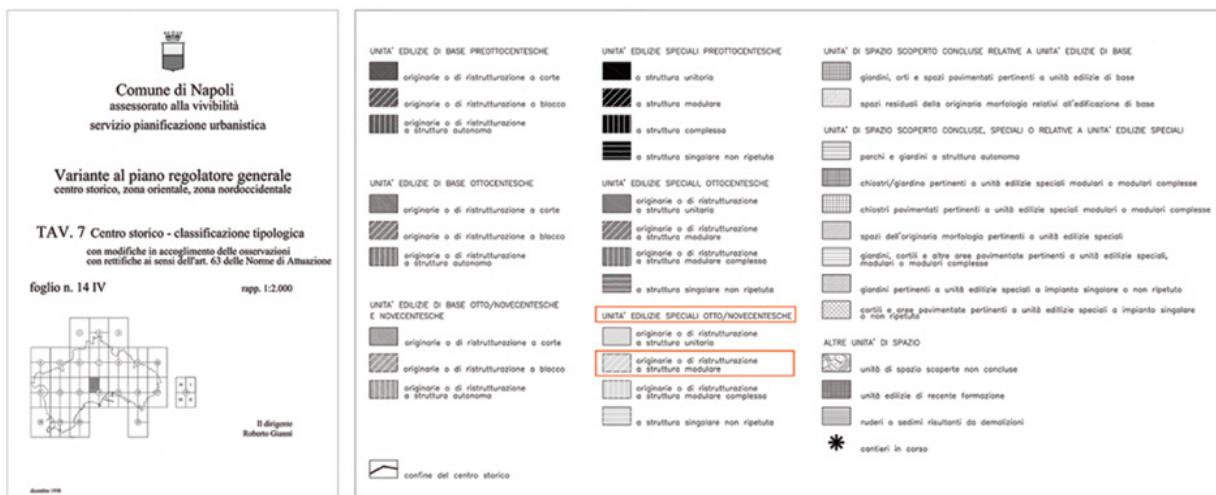 Comune di Napoli
assessorato alla vivibilità
servizio pianificazione urbanistica
Variante al piano regolatore generale
centro storico, zona orientale, zona nordoccidentale
TAV. 7 Centro storico - classificazione tipologica
con modifiche in accoglimento delle osservazioni
con rettifiche ai sensi dell'art. 63 delle Norme di Attuazione
foglio n. 14 IV
rapp. 1:2.000
Il dirigente
Roberto Gianni
UNITA' EDILIZIE DI BASE PREOTTOCENTESCHE
originarie o di ristrutturazione a corte
originarie o di ristrutturazione a blocco
originarie o di ristrutturazione
a struttura autonoma
UNITA' EDILIZIE DI BASE OTTOCENTESCHE
originarie o di ristrutturazione a corte
originarie o di ristrutturazione a blocco
originarie o di ristrutturazione
a struttura autonoma
UNITA' EDILIZIE DI BASE OTTO/NOVECENTESCHE
E NOVECENTESCHE
originarie o di ristrutturazione a corte
originarie o di ristrutturazione a blocco
originarie o di ristrutturazione
a struttura autonoma
confine del centro storico
UNITA' EDILIZIE SPECIALI PREOTTOCENTESCHE
a struttura unitaria
a struttura modulare
a struttura complessa
a struttura singolare non ripetuta
UNITA' EDILIZIE SPECIALI, OTTOCENTESCHE
originarie o di ristrutturazione
a struttura unitaria
originarie o di ristrutturazione
a struttura modulare
originarie o di ristrutturazione
a struttura modulare complessa
a struttura singolare non ripetuta
UNITA' EDILIZIE SPECIALI OTTO/NOVECENTESCHE
originarie o di ristrutturazione
a struttura unitaria
originarie o di ristrutturazione
a struttura modulare
originarie o di ristrutturazione
a struttura modulare complessa
a struttura singolare non ripetuta
UNITA' DI SPAZIO SCOPERTO CONCLUSE RELATIVE A UNITA' EDILIZIE DI BASE
giardini, orti e spazi pavimentati pertinenti a unità edilizie di base
spazi residuali della originaria morfologia relativi all'edificazione di base
UNITA' DI SPAZIO SCOPERTO CONCLUSE, SPECIALI O RELATIVE A UNITA' EDILIZIE SPECIALI
parchi e giardini a struttura autonoma
chiostri/giardino pertinenti a unità edilizie speciali modulari o modulari complesse
chiostri pavimentati pertinenti a unità edilizie speciali modulari o modulari complesse
spazi dell'originaria morfologia pertinenti a unità edilizie speciali
giardini, cortili e altre aree pavimentate pertinenti a unità edilizie speciali,
modulari o modulari complesse
giardini pertinenti a unità edilizie speciali a impianto singolare o non ripetuto
cortili e aree pavimentate pertinenti a unità edilizie speciali a impianto singolare
o non ripetuto
ALTRE UNITA' DI SPAZIO
unità di spazio scoperte non concluse
unità edilizie di recente formazione
ruderi o sedimi risultanti da demolizioni
cantieri in corso
dicembre 1998